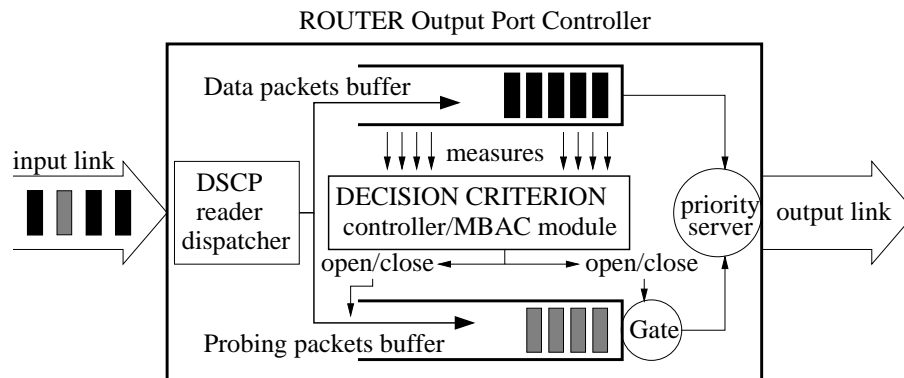 ROUTER Output Port Controller
Data packets buffer
input link
measures
DSCP
reader
dispatcher
DECISION CRITERION
controller/MBAC module
priority
server
output link
open/close
open/close
Probing packets buffer
Gate